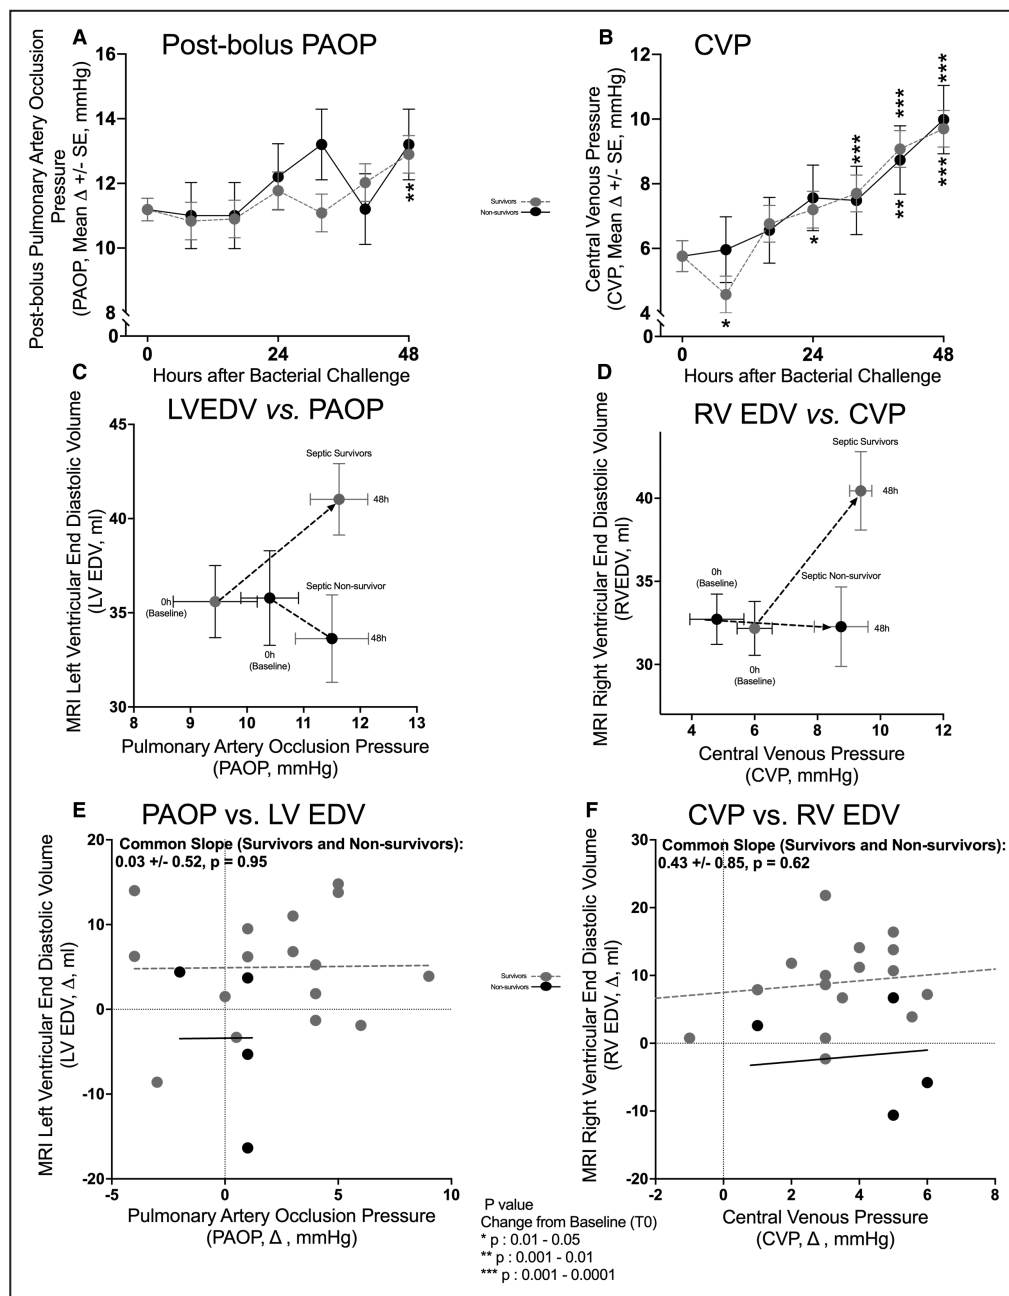 A
Post-bolus PAOP
Post-bolus Pulmonary Artery Occlusion
Pressure
(PAOP, Mean Δ +/- SE, mmHg)
16
14
12
10
8
0
**
0
24
48
Hours after Bacterial Challenge
Survivors
Non-survivors
B
CVP
Central Venous Pressure
(CVP, Mean Δ +/- SE, mmHg)
12
10
8
6
4
0
*
*
***
***
**
***
***
0
24
48
Hours after Bacterial Challenge
C
LVEDV vs. PAOP
MRI Left Ventricular End Diastolic Volume
(LV EDV, ml)
45
40
35
30
Septic Survivors
48h
0h
(Baseline)
Septic Non-survivor
48h
0h
(Baseline)
8
9
10
11
12
13
Pulmonary Artery Occlusion Pressure
(PAOP, mmHg)
D
RV EDV vs. CVP
MRI Right Ventricular End Diastolic Volume
(RVEDV, ml)
40
35
30
Septic Survivors
48h
0h
(Baseline)
Septic Non-survivor
48h
0h
(Baseline)
4
6
8
10
12
Central Venous Pressure
(CVP, mmHg)
E
PAOP vs. LV EDV
Common Slope (Survivors and Non-survivors):
0.03 +/- 0.52, p = 0.95
MRI Left Ventricular End Diastolic Volume
(LV EDV, Δ, ml)
20
10
0
-10
-20
-5
0
5
10
Pulmonary Artery Occlusion Pressure
(PAOP, Δ , mmHg)
Survivors
Non-survivors
F
CVP vs. RV EDV
Common Slope (Survivors and Non-survivors):
0.43 +/- 0.85, p = 0.62
MRI Right Ventricular End Diastolic Volume
(RV EDV, Δ, ml)
30
20
10
0
-10
-20
-2
0
2
4
6
8
Central Venous Pressure
(CVP, Δ , mmHg)
P value
Change from Baseline (T0)
* p : 0.01 - 0.05
** p : 0.001 - 0.01
*** p : 0.001 - 0.0001